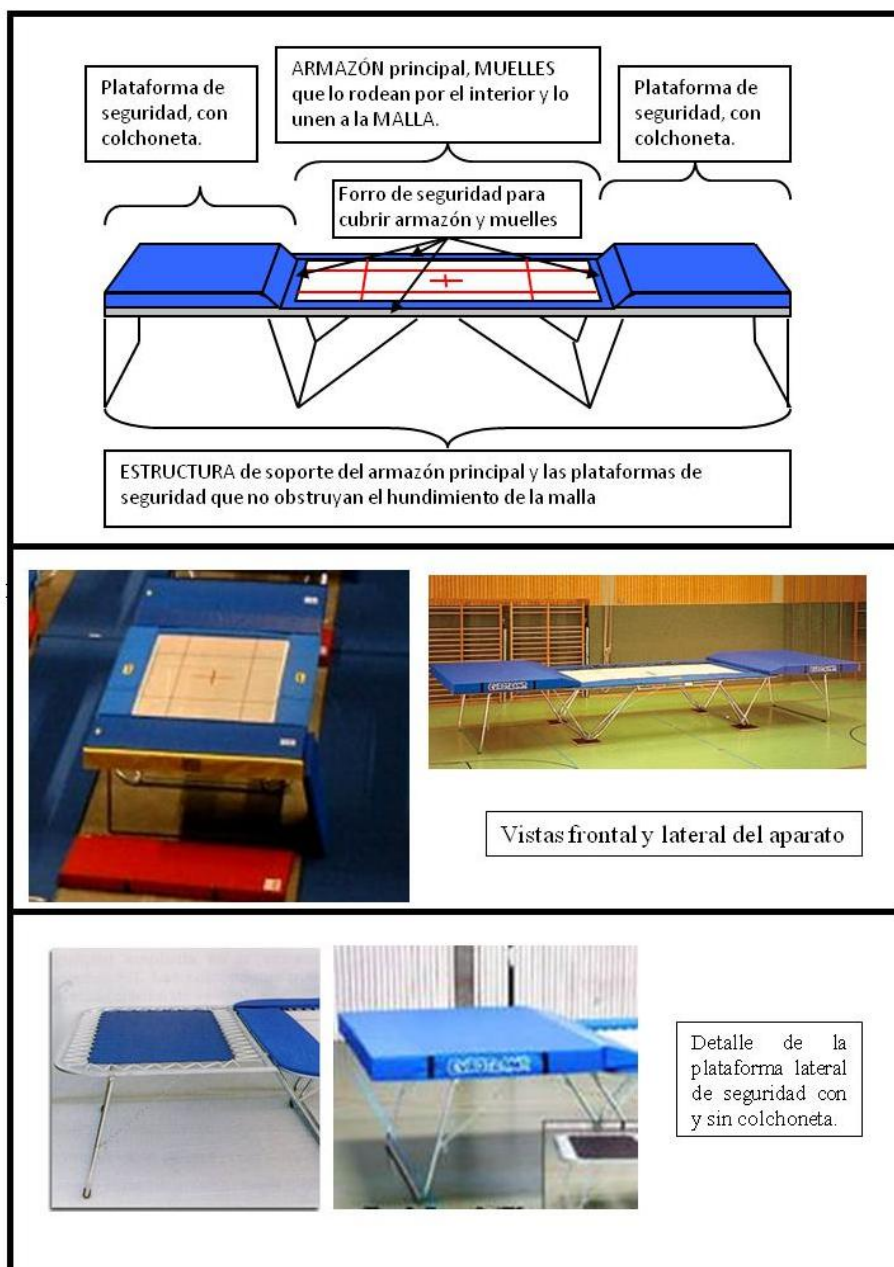 Plataforma de
seguridad, con
colchoneta.
ARMAZÓN principal, MUELLES
que lo rodean por el interior y lo
unen a la MALLA.
Plataforma de
seguridad, con
colchoneta.
Forro de seguridad para
cubrir armazón y muelles
ESTRUCTURA de soporte del armazón principal y las plataformas de
seguridad que no obstruyan el hundimiento de la malla
Vistas frontal y lateral del aparato
Detalle de la
plataforma lateral
de seguridad con
y sin colchoneta.